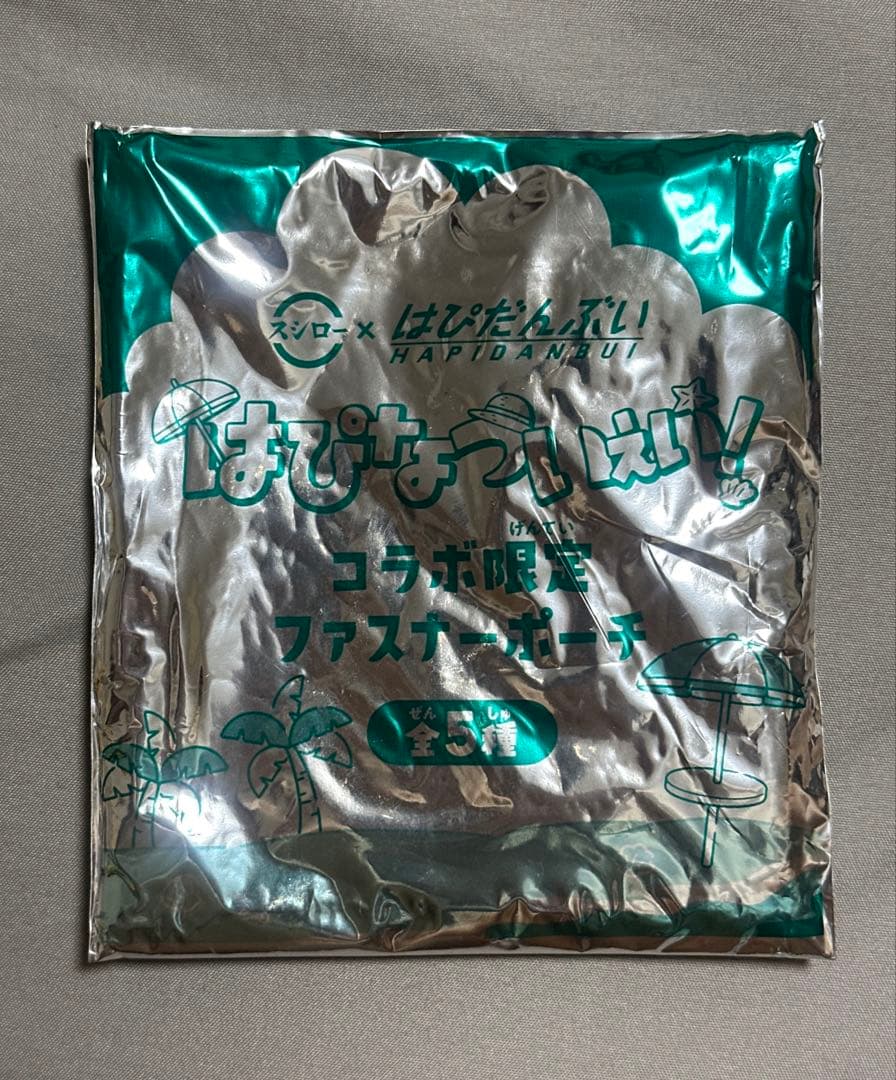 スシロー × はぴだんぶい
HAPIDANBUI
はぴなついぇい!
げんてい
コラボ限定
ファスナーポーチ
ぜん しゅ
全5種